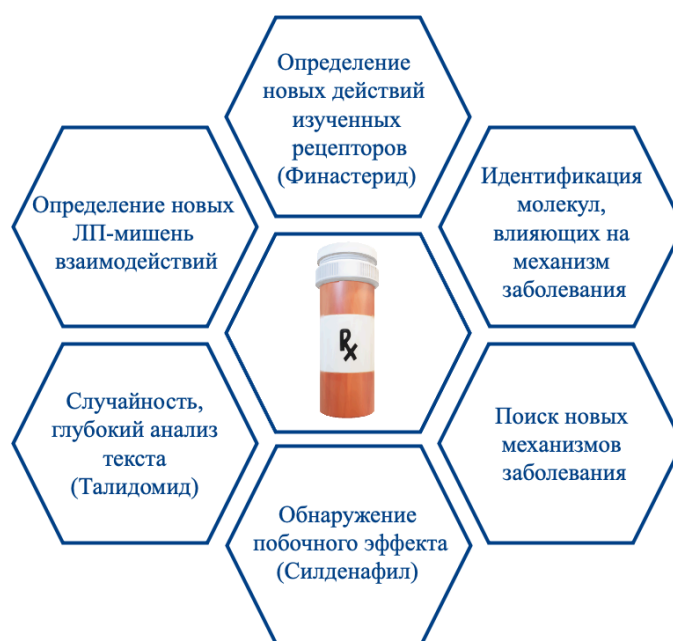 Определение
новых действий
изученных
рецепторов
(Финастерид)
Определение новых
ЛП-мишень
взаимодействий
Идентификация
молекул,
влияющих на
механизм
заболевания
Rx
Случайность,
глубокий анализ
текста
(Талидомид)
Поиск новых
механизмов
заболевания
Обнаружение
побочного эффекта
(Силденафил)